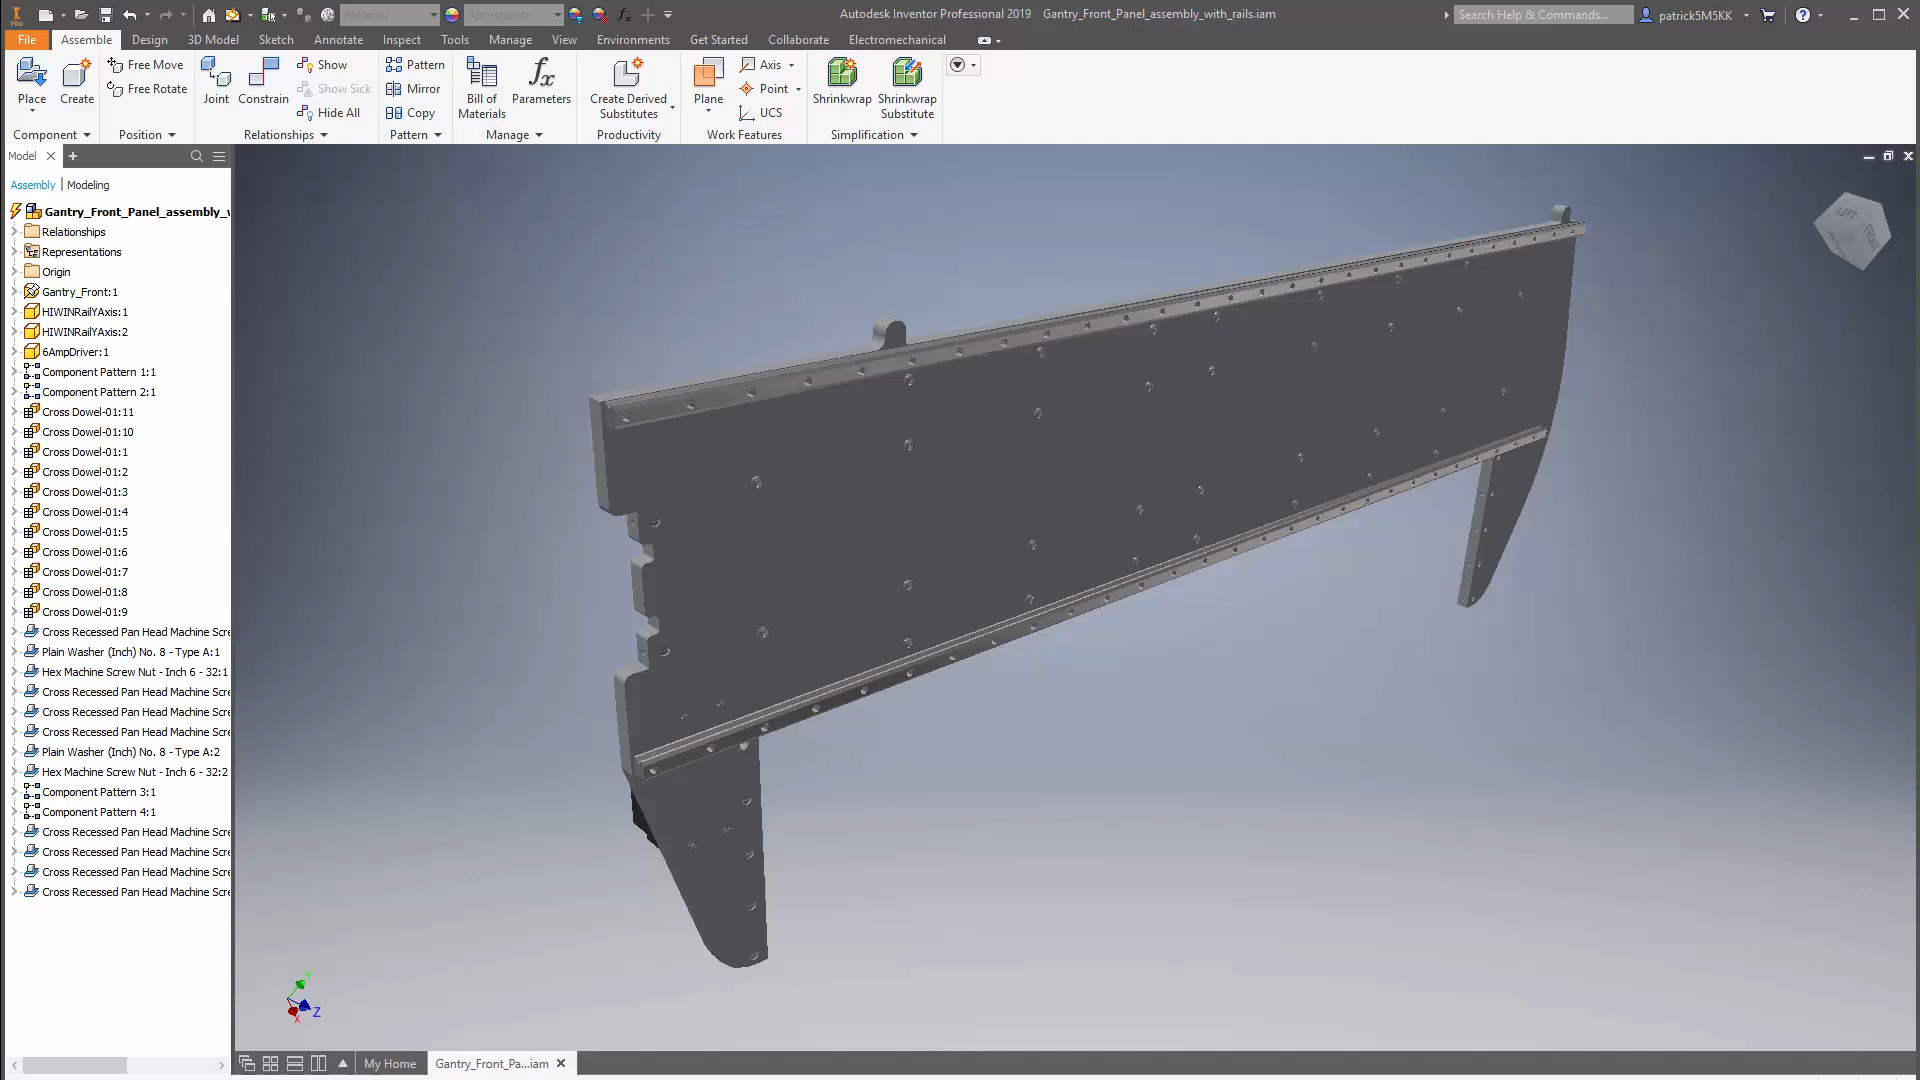 PRO
Material
Appearance
Autodesk Inventor Professional 2019 Gantry_Front_Panel_assembly_with_rails.iam
Search Help & Commands...
patrick5M5KK
File Assemble Design 3D Model Sketch Annotate Inspect Tools Manage View Environments Get Started Collaborate Electromechanical
Place
Create
Free Move
Free Rotate
Joint
Constrain
Show
Show Sick
Hide All
Pattern
Mirror
Copy
Bill of
Materials
fx
Parameters
Create Derived
Substitutes
Plane
Axis
Point
UCS
Shrinkwrap
Shrinkwrap
Substitute
Component Position Relationships Pattern Manage Productivity Work Features Simplification
Model
Assembly Modeling
Gantry_Front_Panel_assembly_
Relationships
Representations
Origin
Gantry_Front:1
HIWINRailYAxis:1
HIWINRailYAxis:2
6AmpDriver:1
Component Pattern 1:1
Component Pattern 2:1
Cross Dowel-01:11
Cross Dowel-01:10
Cross Dowel-01:1
Cross Dowel-01:2
Cross Dowel-01:3
Cross Dowel-01:4
Cross Dowel-01:5
Cross Dowel-01:6
Cross Dowel-01:7
Cross Dowel-01:8
Cross Dowel-01:9
Cross Recessed Pan Head Machine Scre
Plain Washer (Inch) No. 8 - Type A:1
Hex Machine Screw Nut - Inch 6 - 32:1
Cross Recessed Pan Head Machine Scre
Cross Recessed Pan Head Machine Scre
Cross Recessed Pan Head Machine Scre
Plain Washer (Inch) No. 8 - Type A:2
Hex Machine Screw Nut - Inch 6 - 32:2
Component Pattern 3:1
Component Pattern 4:1
Cross Recessed Pan Head Machine Scre
Cross Recessed Pan Head Machine Scre
Cross Recessed Pan Head Machine Scre
Cross Recessed Pan Head Machine Scre
LEFT
FRONT
Y
Z
X
My Home
Gantry_Front_Pa...iam